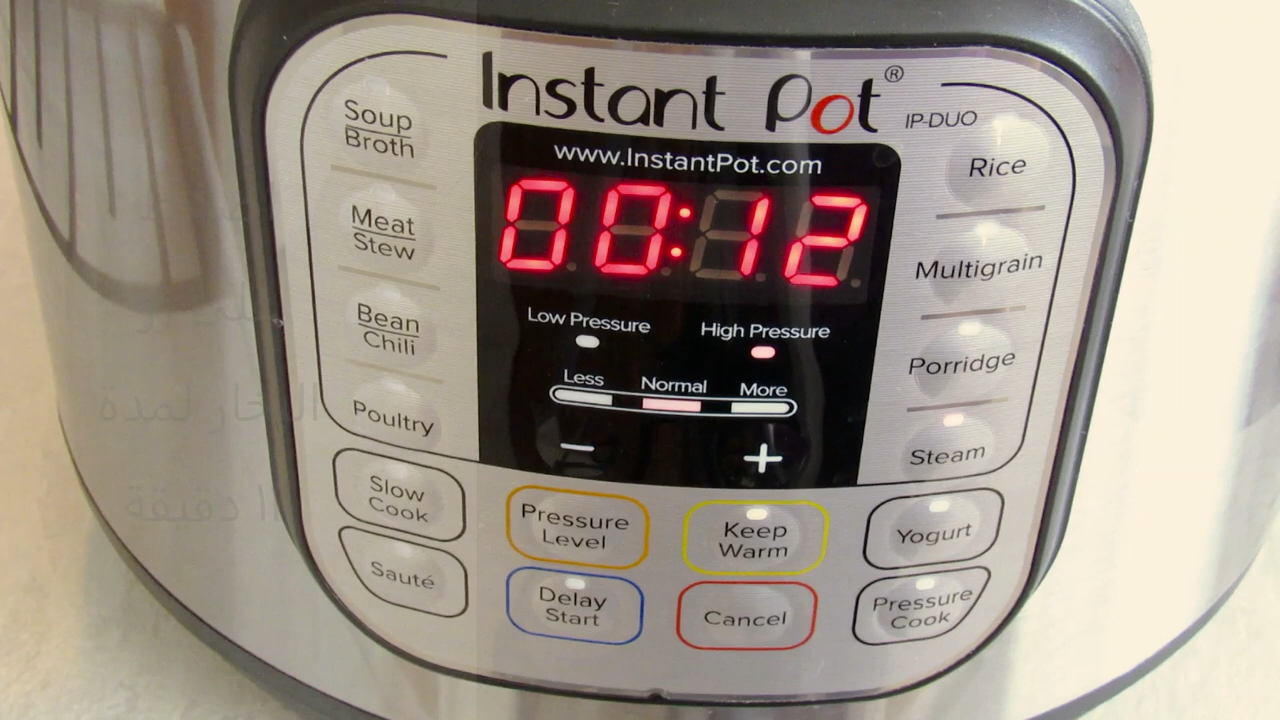 Instant Pot®
IP-DUO
www.InstantPot.com
00:12
Low Pressure
High Pressure
Less
Normal
More
−
+
Soup
Broth
Meat
Stew
Bean
Chili
Poultry
Rice
Multigrain
Porridge
Steam
Slow
Cook
Sauté
Pressure
Level
Keep
Warm
Yogurt
Delay
Start
Cancel
Pressure
Cook
لمدة
دقيقة